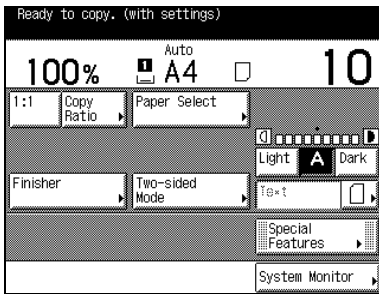 Ready to copy. (with settings)
100%
1
Auto
A4
10
1:1
Copy
Ratio
Paper Select
Light
A
Dark
Finisher
Two-sided
Mode
Text
Special
Features
System Monitor